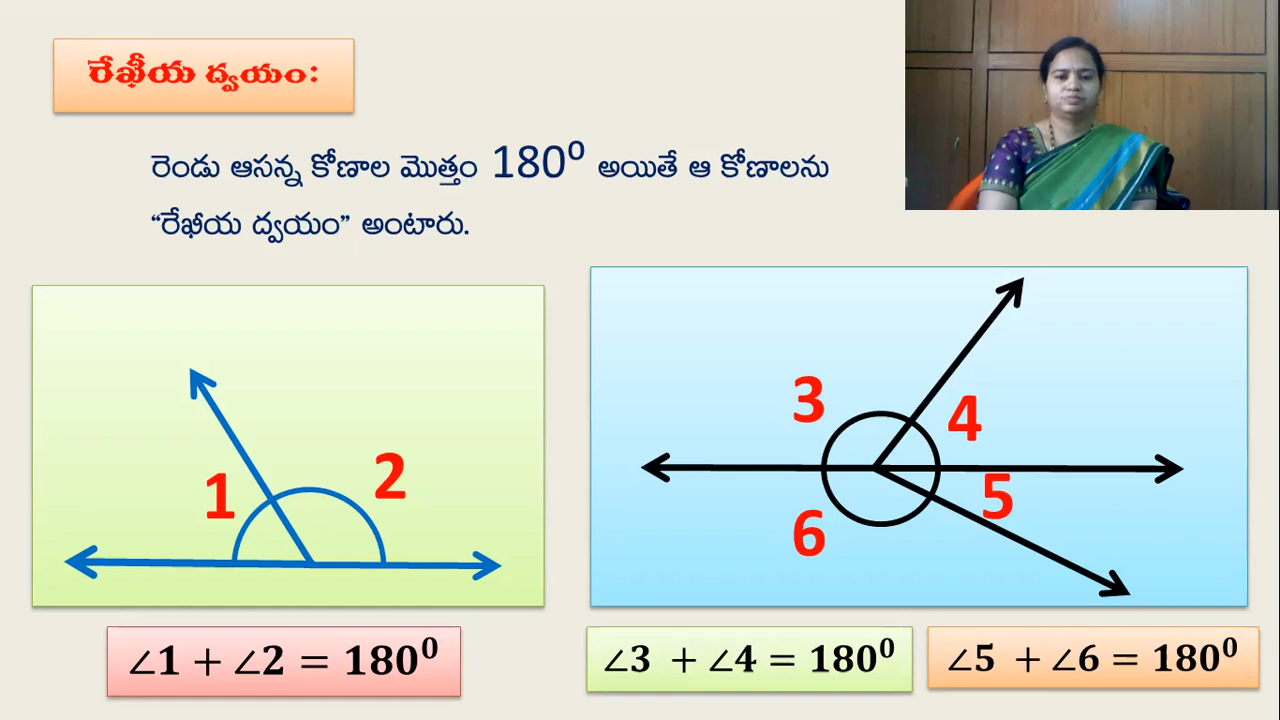 రేఖీయ ద్వయం:
రెండు ఆసన్న కోణాల మొత్తం 180⁰ అయితే ఆ కోణాలను
“రేఖీయ ద్వయం” అంటారు.
1
2
3
4
5
6
∠1 + ∠2 = 180⁰
∠3 + ∠4 = 180⁰
∠5 + ∠6 = 180⁰